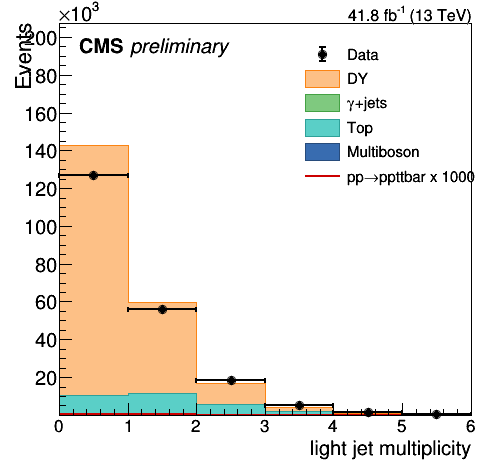 ×10³
41.8 fb⁻¹ (13 TeV)
Events
CMS preliminary
Data
DY
γ+jets
Top
Multiboson
pp→ppttbar x 1000
200
180
160
140
120
100
80
60
40
20
0 1 2 3 4 5 6
light jet multiplicity